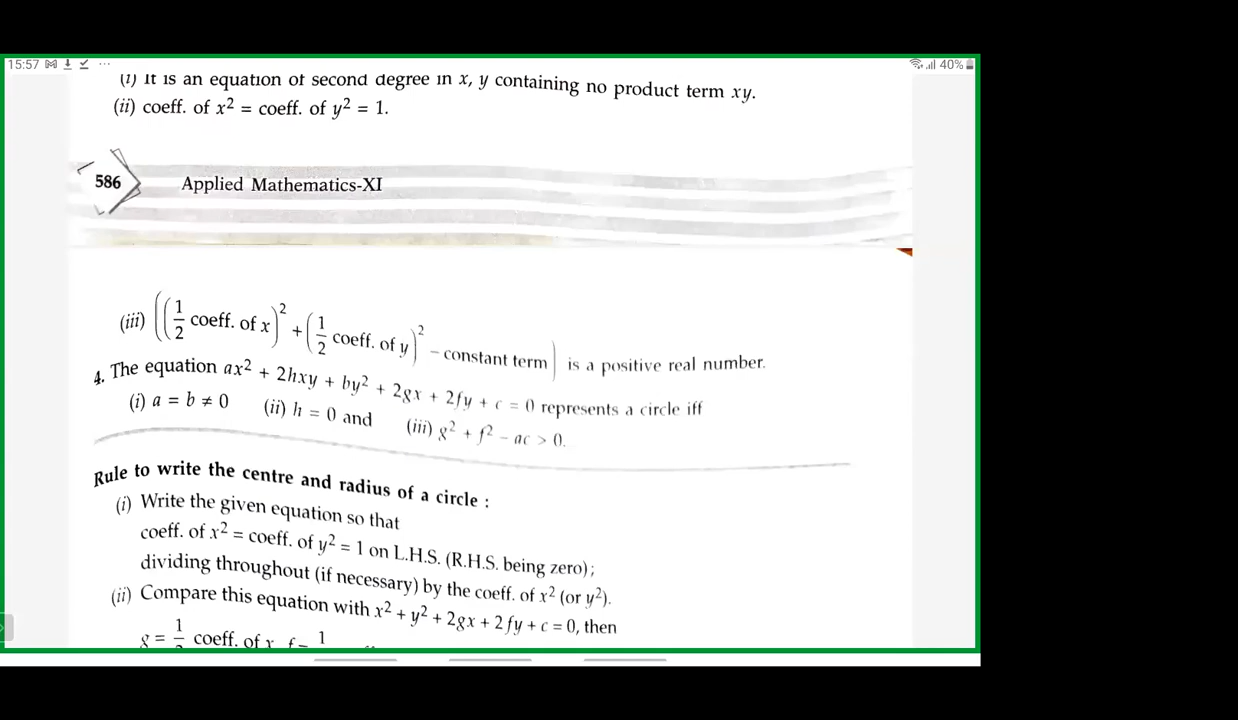 15:57
40%
(i) It is an equation of second degree in x, y containing no product term xy.
(ii) coeff. of x² = coeff. of y² = 1.
586 Applied Mathematics-XI
(iii) ((1/2 coeff. of x)² + (1/2 coeff. of y)² – constant term) is a positive real number.
4. The equation ax² + 2hxy + by² + 2gx + 2fy + c = 0 represents a circle iff
(i) a = b ≠ 0 (ii) h = 0 and (iii) g² + f² – ac > 0.
Rule to write the centre and radius of a circle :
(i) Write the given equation so that
coeff. of x² = coeff. of y² = 1 on L.H.S. (R.H.S. being zero);
dividing throughout (if necessary) by the coeff. of x² (or y²).
(ii) Compare this equation with x² + y² + 2gx + 2fy + c = 0, then
g = 1/2 coeff. of x, f = 1